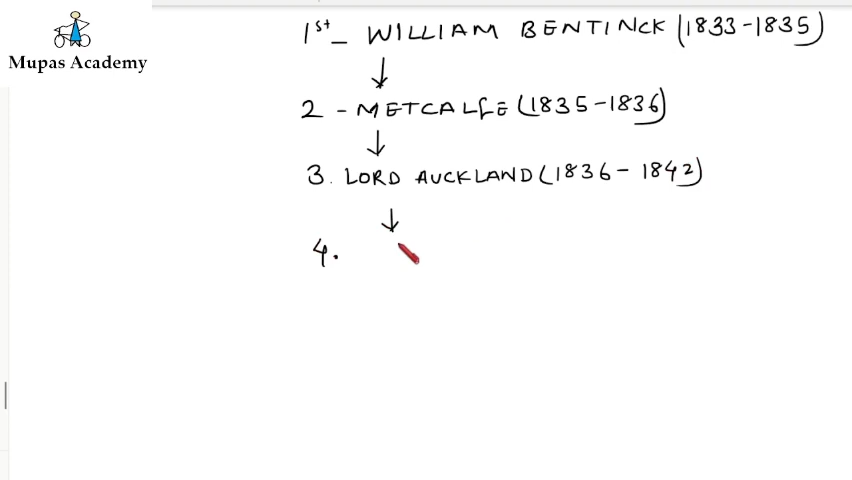 Mupas Academy
1st_ WILLIAM BENTINCK (1833-1835)
2 - METCALFE (1835-1836)
3. LORD AUCKLAND (1836- 1842)
4.